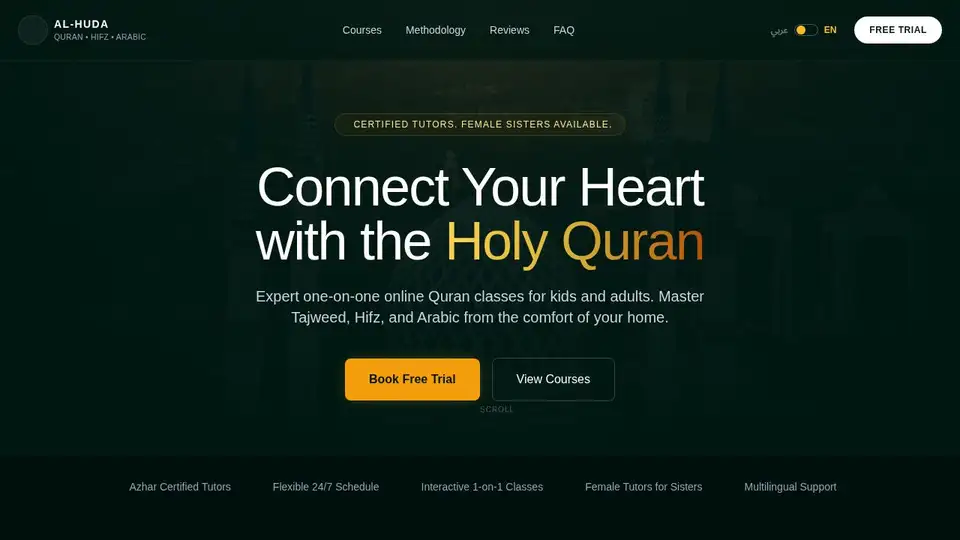 AL-HUDA
QURAN • HIFZ • ARABIC
Courses
Methodology
Reviews
FAQ
عربي
EN
FREE TRIAL
CERTIFIED TUTORS. FEMALE SISTERS AVAILABLE.
Connect Your Heart
with the Holy Quran
Expert one-on-one online Quran classes for kids and adults. Master
Tajweed, Hifz, and Arabic from the comfort of your home.
Book Free Trial
View Courses
SCROLL
Azhar Certified Tutors
Flexible 24/7 Schedule
Interactive 1-on-1 Classes
Female Tutors for Sisters
Multilingual Support